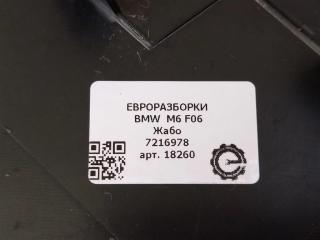 ЕВРОРАЗБОРКИ
BMW M6 F06
Жабо
7216978
арт. 18260